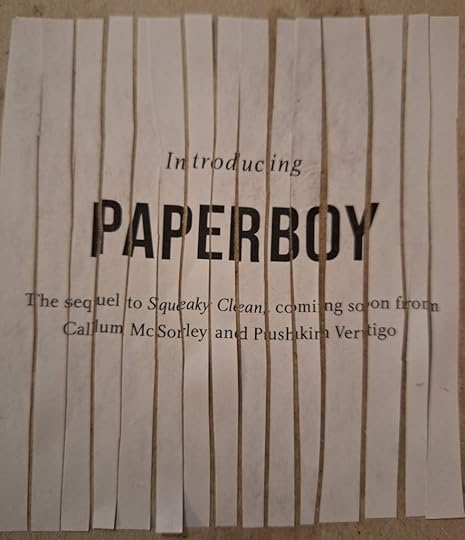 Introducing
PAPERBOY
The sequel to Squeaky Clean, coming soon from
Callum McSorley and Pushkin Vertigo